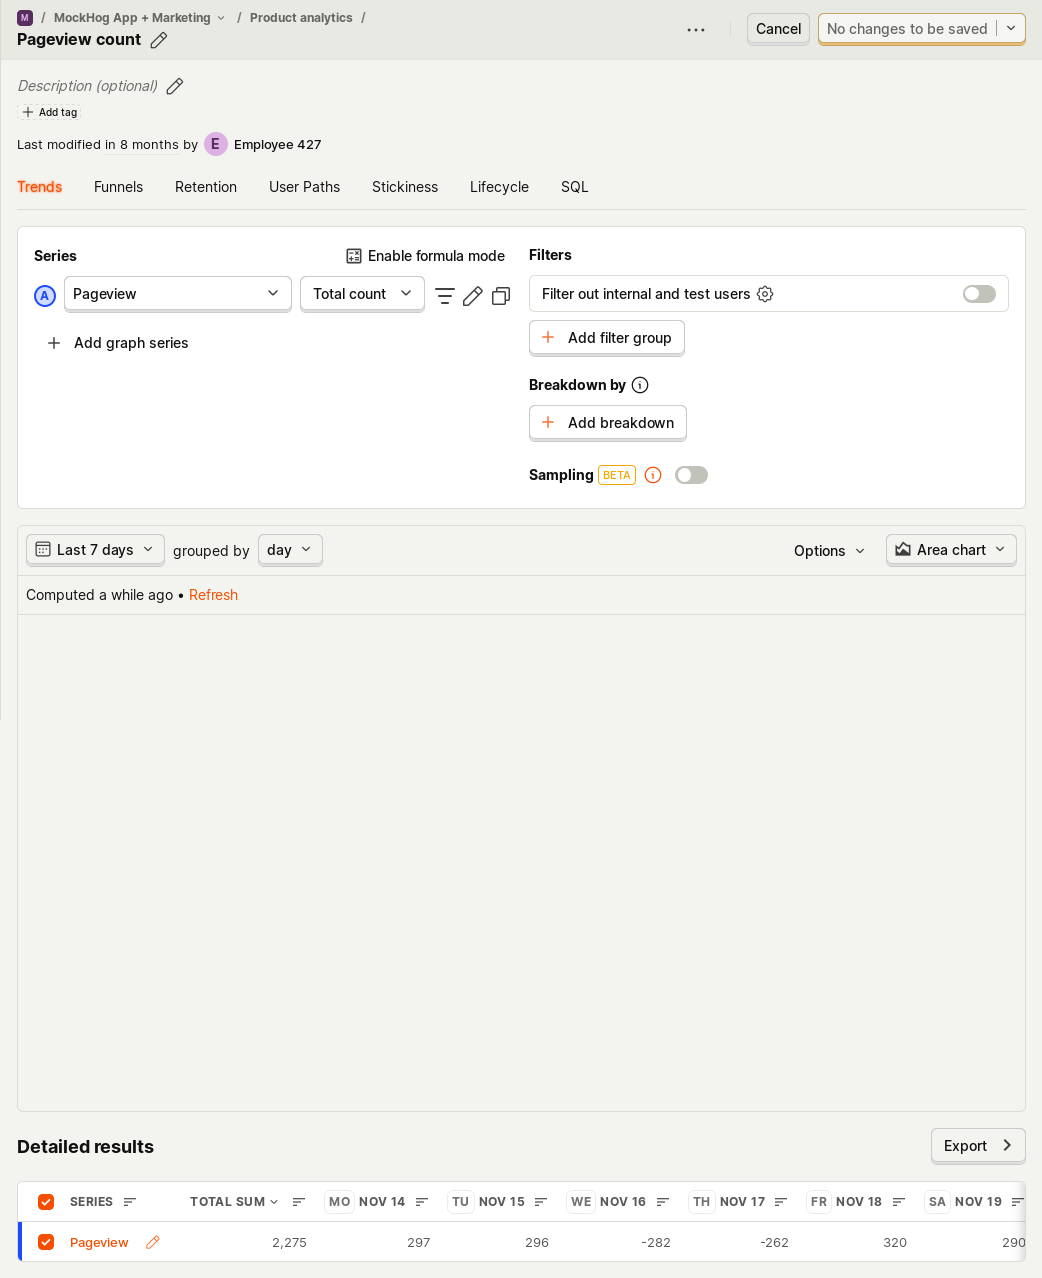 M / MockHog App + Marketing / Product analytics /
Pageview count
Cancel
No changes to be saved
Description (optional)
Add tag
Last modified in 8 months by E Employee 427
Trends Funnels Retention User Paths Stickiness Lifecycle SQL
Series
Enable formula mode
A Pageview Total count
Add graph series
Filters
Filter out internal and test users
Add filter group
Breakdown by
Add breakdown
Sampling BETA
Last 7 days grouped by day
Options
Area chart
Computed a while ago • Refresh
Detailed results
Export
SERIES TOTAL SUM MO NOV 14 TU NOV 15 WE NOV 16 TH NOV 17 FR NOV 18 SA NOV 19
Pageview 2,275 297 296 -282 -262 320 290